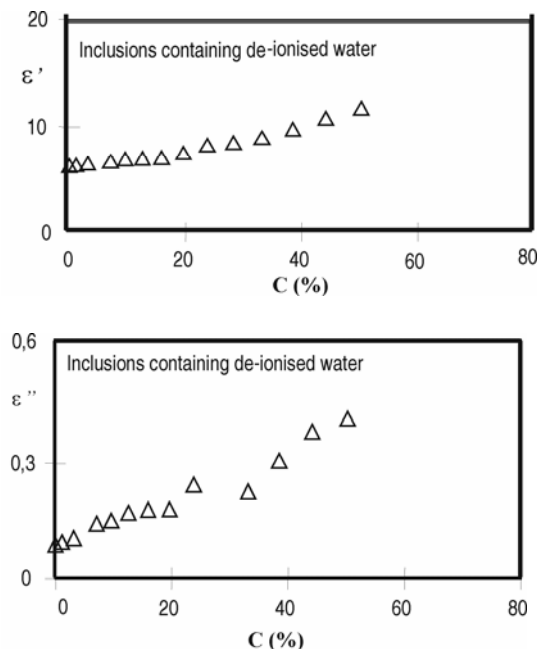 20
Inclusions containing de-ionised water
ε'
10
0
0 20 40 60 80
C (%)
0,6
Inclusions containing de-ionised water
ε''
0,3
0
0 20 40 60 80
C (%)